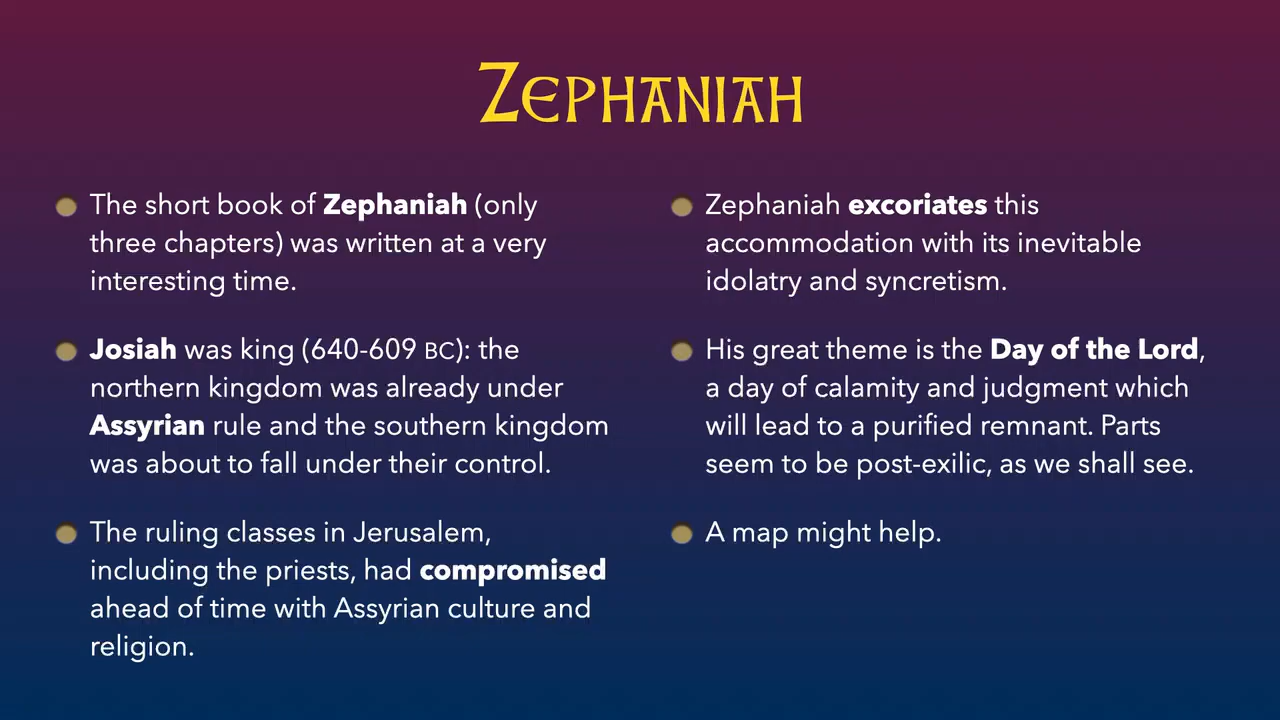 Zephaniah
The short book of Zephaniah (only
three chapters) was written at a very
interesting time.
Josiah was king (640-609 BC): the
northern kingdom was already under
Assyrian rule and the southern kingdom
was about to fall under their control.
The ruling classes in Jerusalem,
including the priests, had compromised
ahead of time with Assyrian culture and
religion.
Zephaniah excoriates this
accommodation with its inevitable
idolatry and syncretism.
His great theme is the Day of the Lord,
a day of calamity and judgment which
will lead to a purified remnant. Parts
seem to be post-exilic, as we shall see.
A map might help.